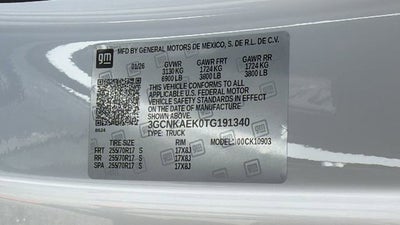 gm
MFD BY GENERAL MOTORS DE MEXICO, S. DE R.L. DE C.V.
01/26 GVWR GAWR FRT GAWR RR
3130 KG 1724 KG 1724 KG
6900 LB 3800 LB 3800 LB
THIS VEHICLE CONFORMS TO ALL
APPLICABLE U.S. FEDERAL MOTOR
VEHICLE SAFETY STANDARDS IN EFFECT
ON THE DATE OF MANUFACTURE
3GCNKAEK0TG191340
TYPE: TRUCK MODEL: 00CK10903
TIRE SIZE RIM
FRT 255/70R17 S 17X8J
RR 255/70R17 S 17X8J
SPA 255/70R17 S 17X8J